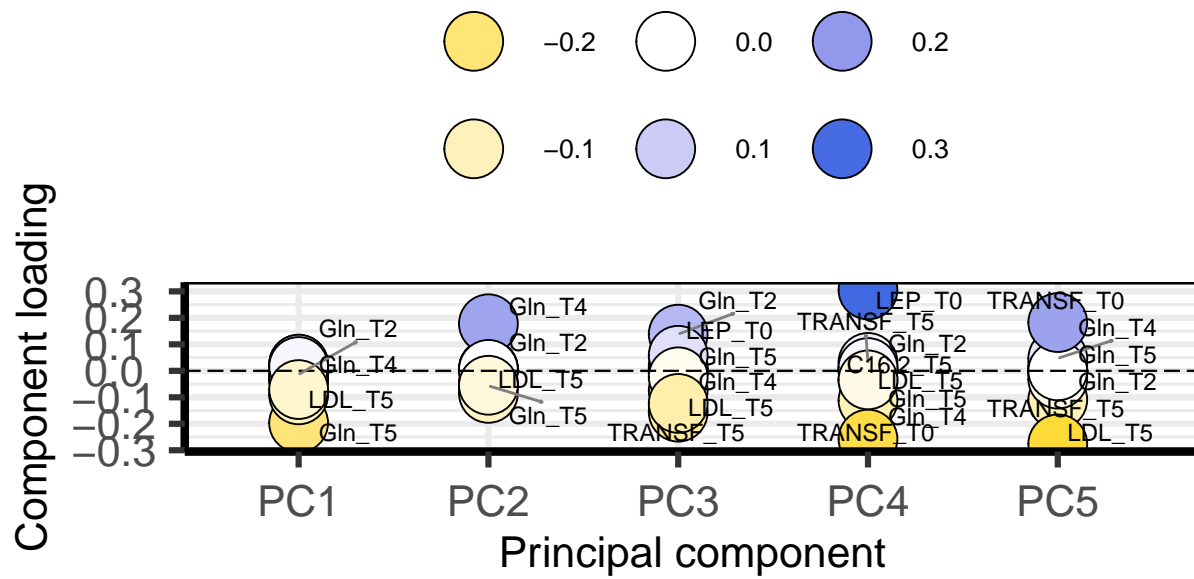 −0.2 0.0 0.2
−0.1 0.1 0.3
Component loading
0.3
0.2
0.1
0.0
−0.1
−0.2
−0.3
Gln_T2
Gln_T4
LDL_T5
Gln_T5
Gln_T4
Gln_T2
LDL_T5
Gln_T5
Gln_T2
LEP_T0
Gln_T5
Gln_T4
LDL_T5
TRANSF_T5
LEP_T0
TRANSF_T5
Gln_T2
C16.2_T5
LDL_T5
Gln_T5
Gln_T4
TRANSF_T0
TRANSF_T0
Gln_T4
Gln_T5
Gln_T2
TRANSF_T5
LDL_T5
PC1 PC2 PC3 PC4 PC5
Principal component